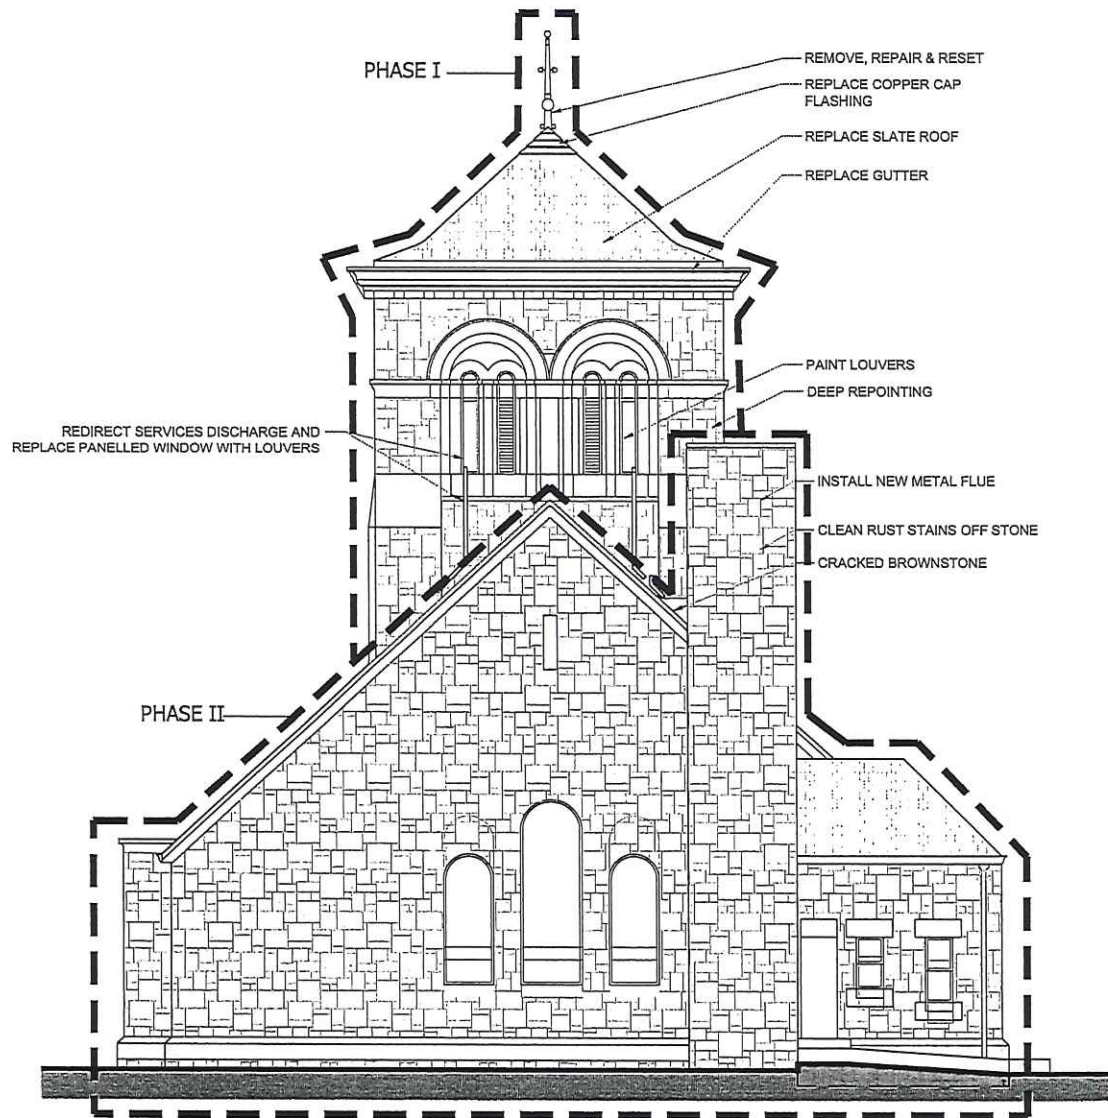 PHASE I
REMOVE, REPAIR & RESET
REPLACE COPPER CAP
FLASHING
REPLACE SLATE ROOF
REPLACE GUTTER
PAINT LOUVERS
DEEP REPOINTING
REDIRECT SERVICES DISCHARGE AND
REPLACE PANELLED WINDOW WITH LOUVERS
INSTALL NEW METAL FLUE
CLEAN RUST STAINS OFF STONE
CRACKED BROWNSTONE
PHASE II